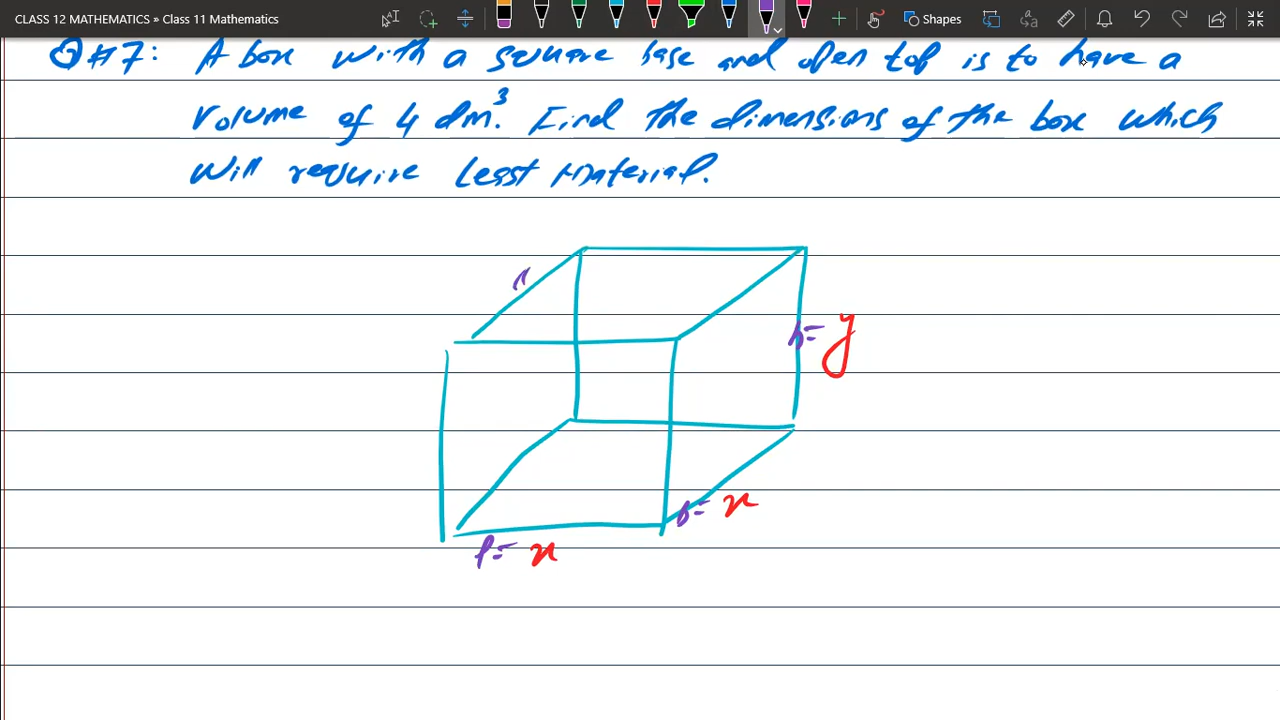 CLASS 12 MATHEMATICS » Class 11 Mathematics
Shapes
Q#7: A box with a square base and open top is to have a
volume of 4 dm³. Find the dimensions of the box which
will require Least Material.
h= y
b= x
l= x